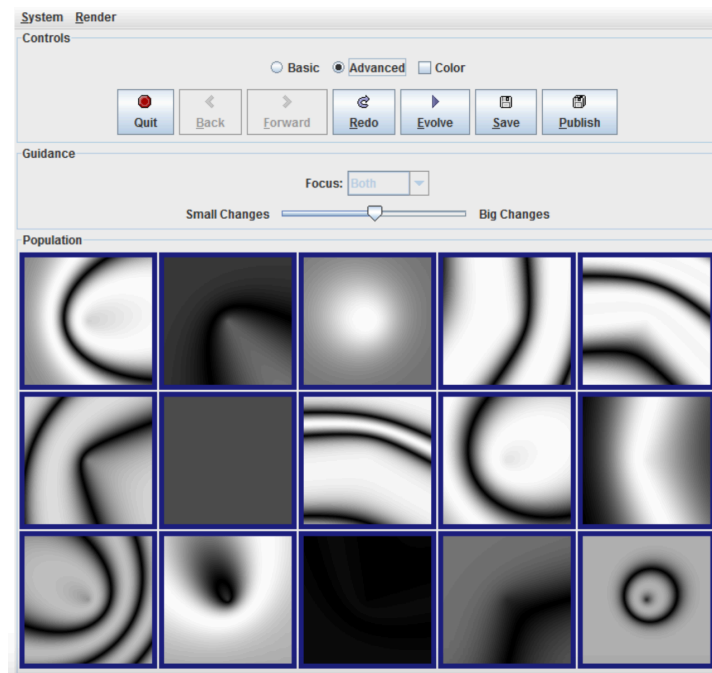 System Render
Controls
Basic Advanced Color
Quit Back Forward Redo Evolve Save Publish
Guidance
Focus: Both
Small Changes Big Changes
Population